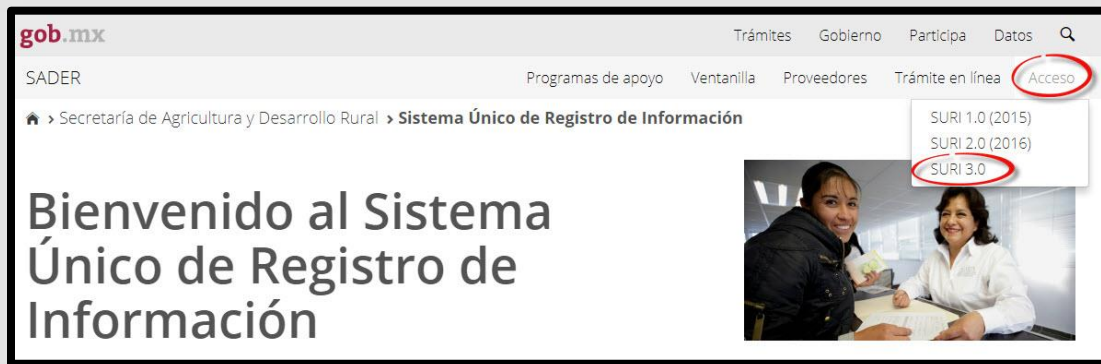 gob.mx
Trámites Gobierno Participa Datos
SADER
Programas de apoyo Ventanilla Proveedores Trámite en línea Acceso
Secretaría de Agricultura y Desarrollo Rural > Sistema Único de Registro de Información
SURI 1.0 (2015)
SURI 2.0 (2016)
SURI 3.0
Bienvenido al Sistema
Único de Registro de
Información